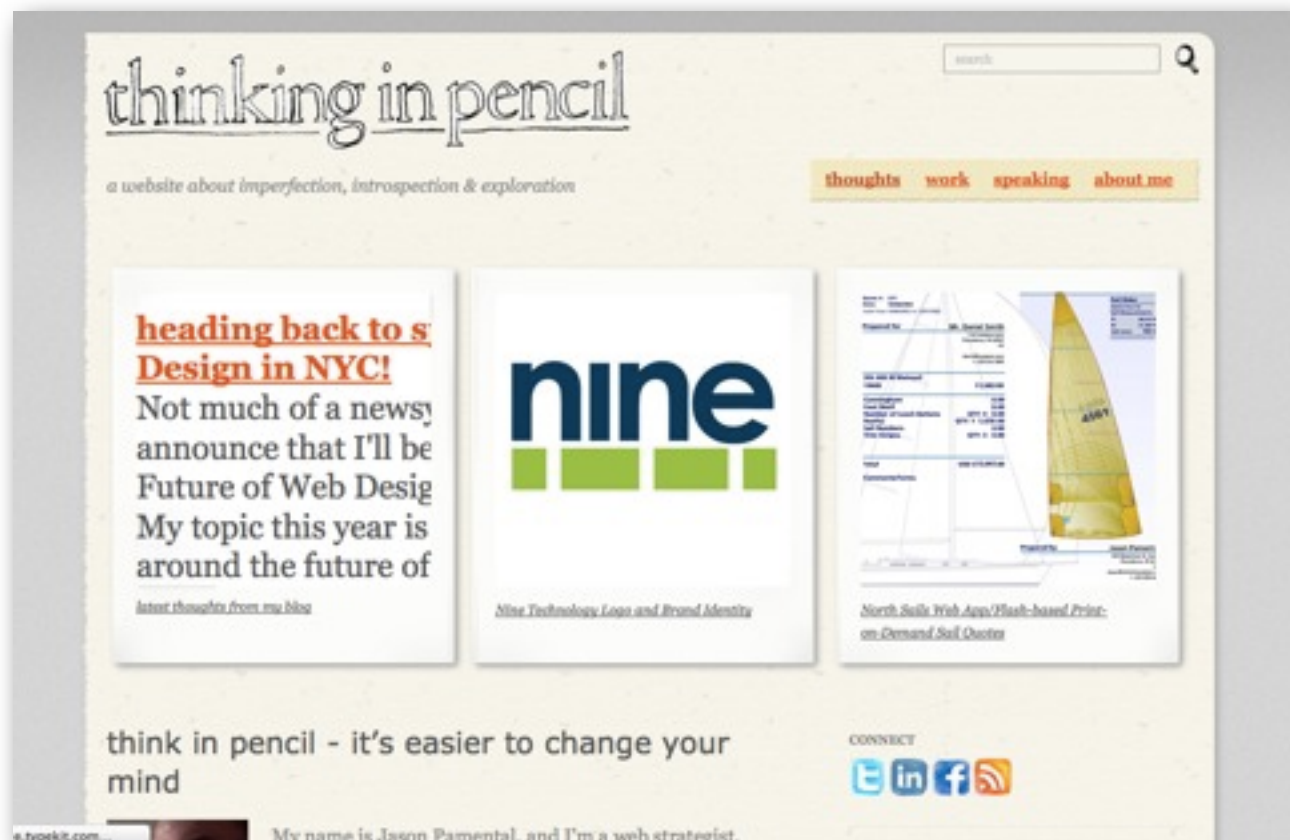 thinking in pencil
search
a website about imperfection, introspection & exploration
thoughts work speaking about me
heading back to s
Design in NYC!
Not much of a newsy
announce that I'll be
Future of Web Desig
My topic this year is
around the future of
latest thoughts from my blog
nine
Nine Technology Logo and Brand Identity
4501
North Sails Web App/Flash-based Print-
on-Demand Sail Quotes
think in pencil - it's easier to change your
mind
CONNECT
My name is Jason Pamental, and I'm a web strategist,
e.typekit.com...